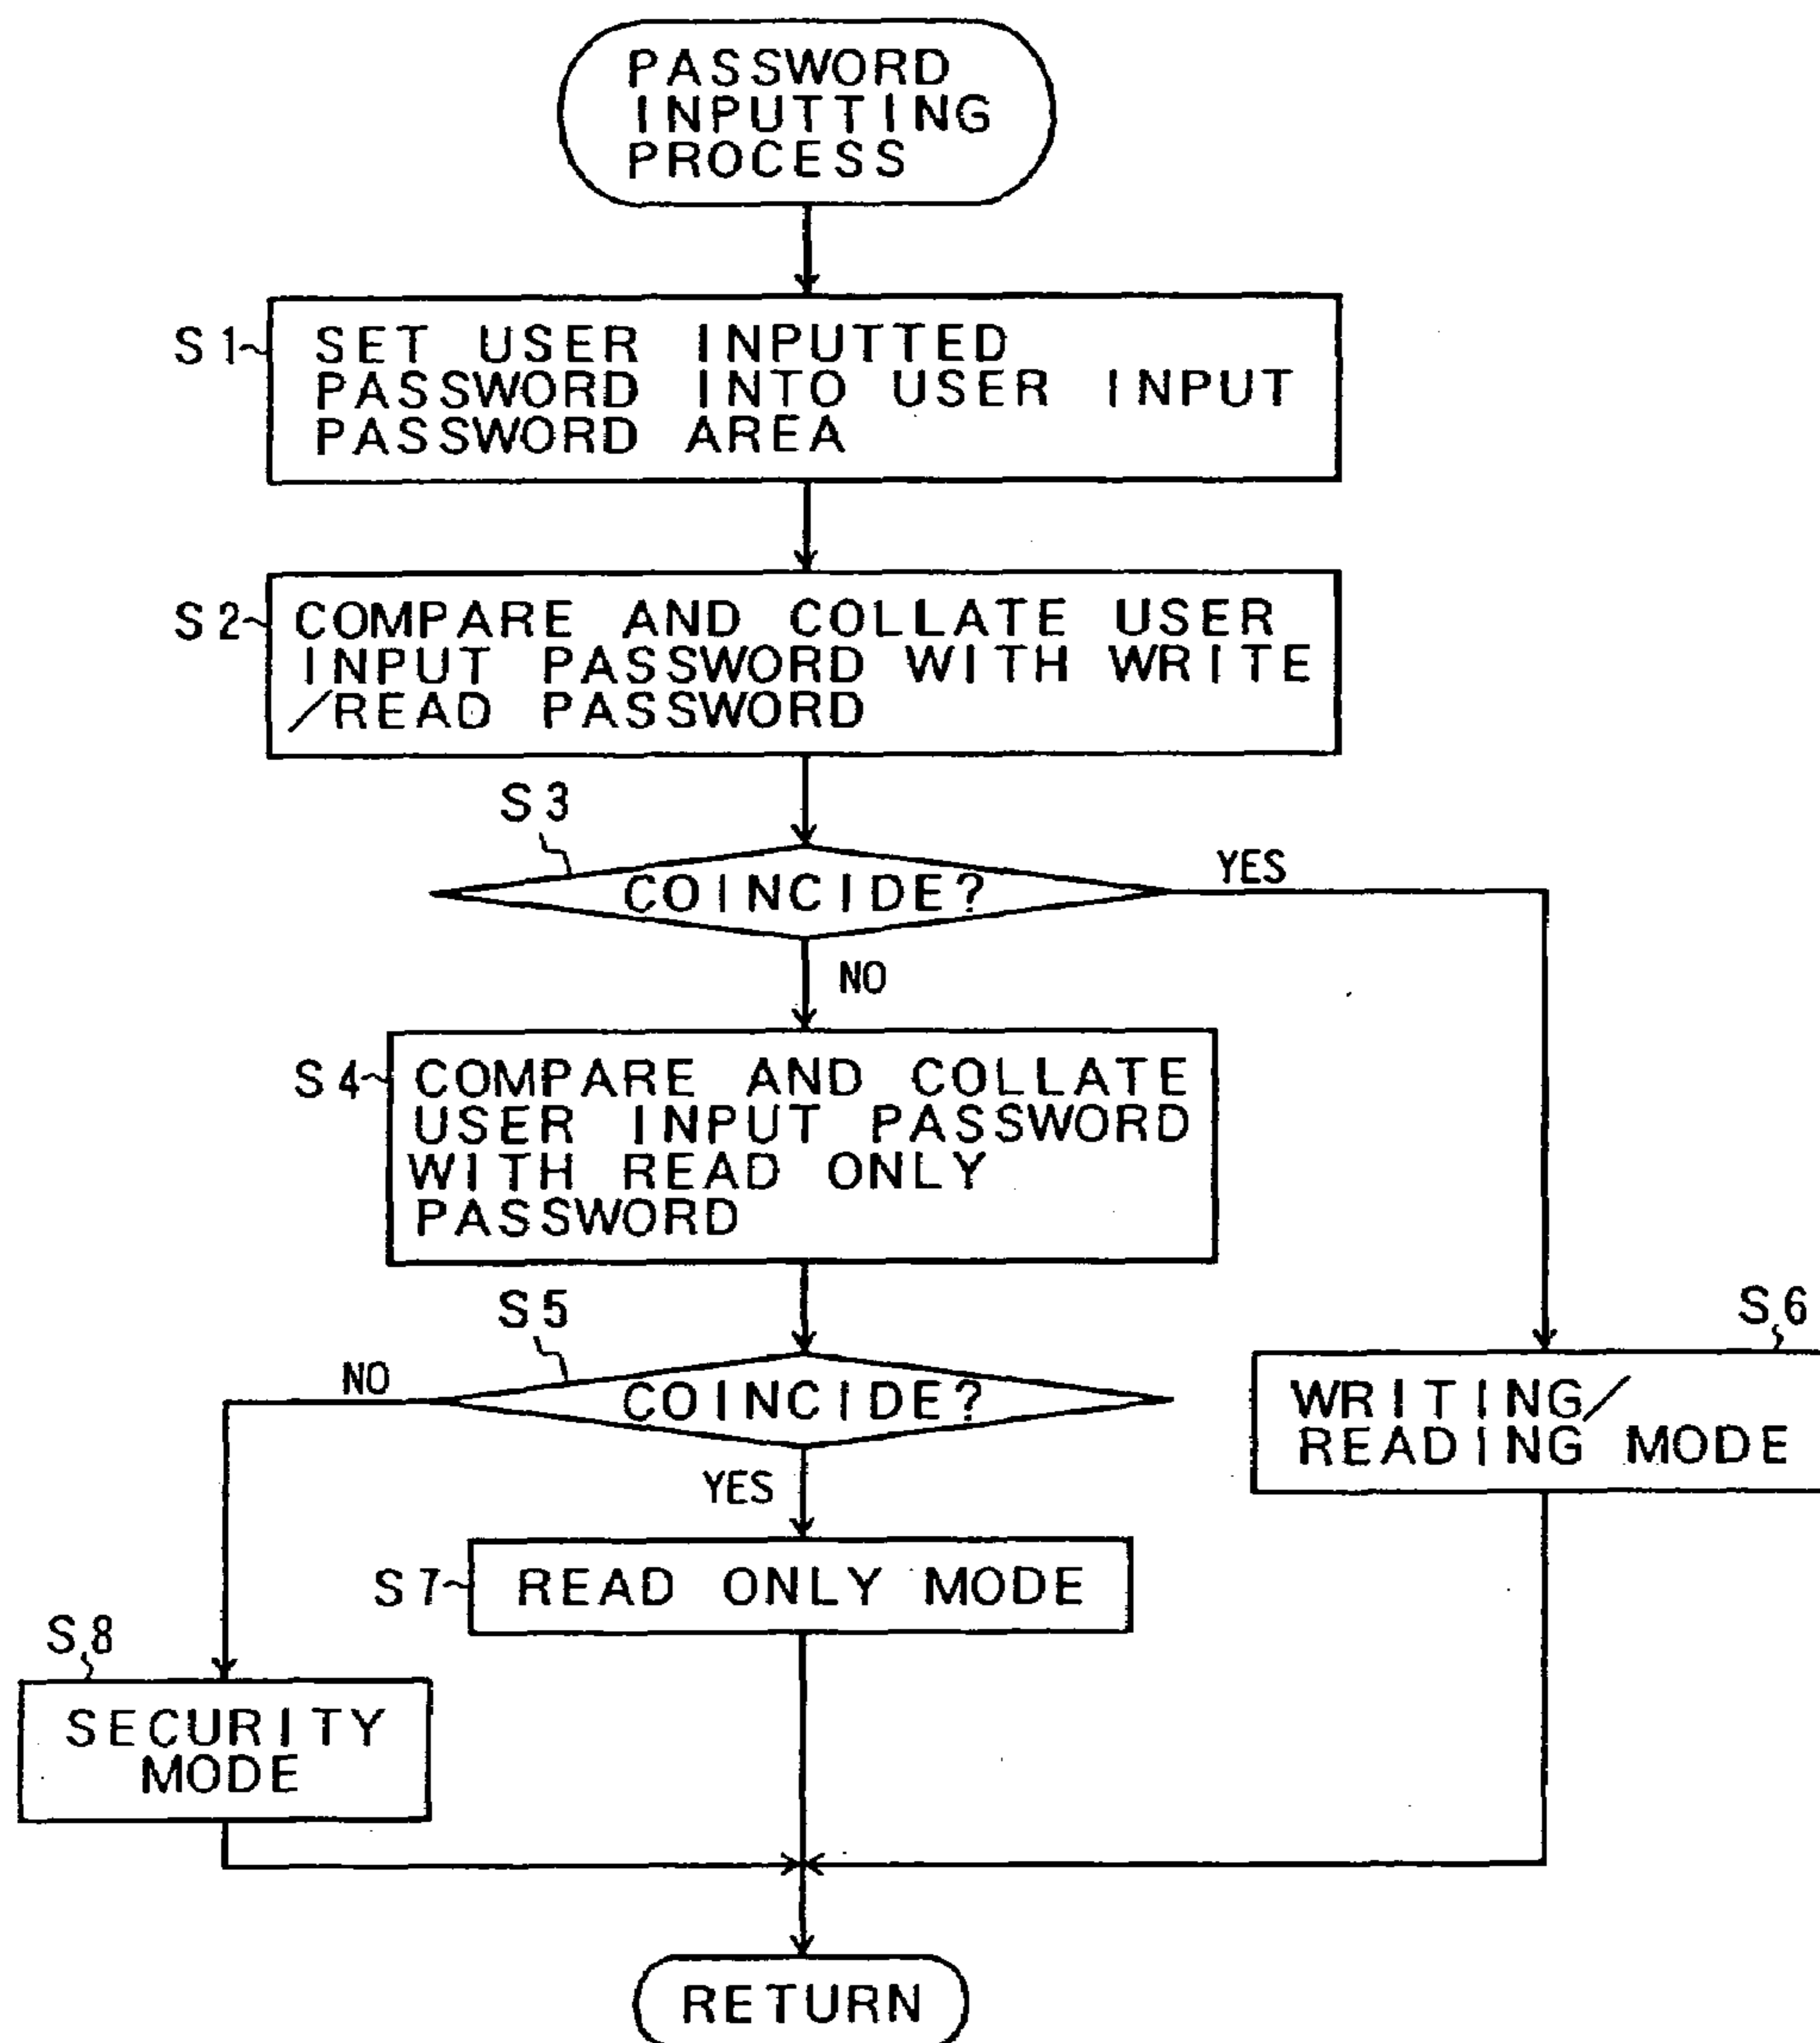 PASSWORD
INPUTTING
PROCESS
S1
SET USER INPUTTED
PASSWORD INTO USER INPUT
PASSWORD AREA
S2
COMPARE AND COLLATE USER
INPUT PASSWORD WITH WRITE
/READ PASSWORD
S3
COINCIDE?
YES
NO
S4
COMPARE AND COLLATE
USER INPUT PASSWORD
WITH READ ONLY
PASSWORD
S5
COINCIDE?
NO
YES
S6
WRITING/
READING MODE
S7
READ ONLY MODE
S8
SECURITY
MODE
RETURN